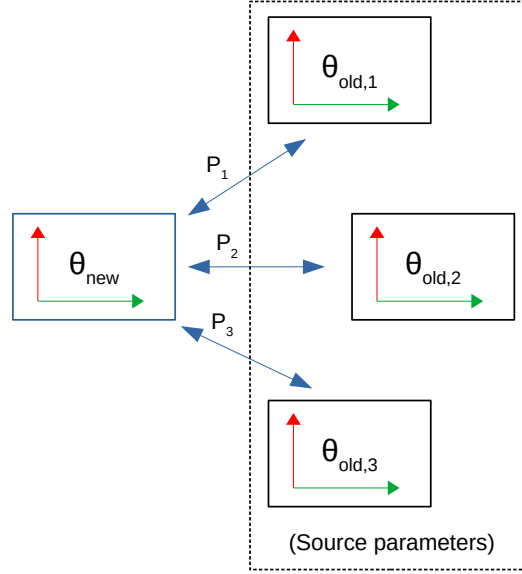 θold,1
P1
θnew
P2
θold,2
P3
θold,3
(Source parameters)